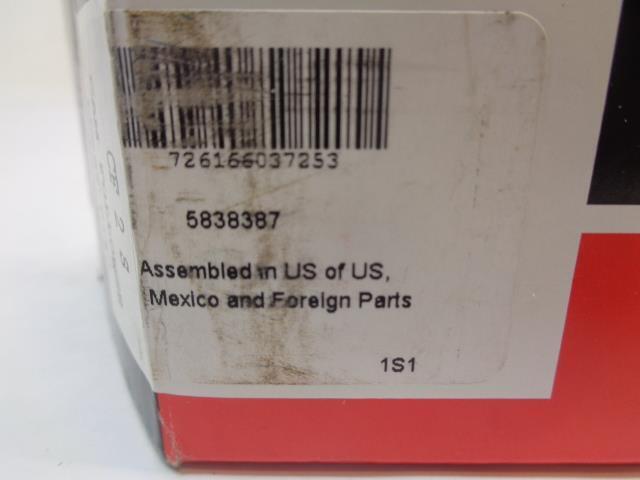 726166037253
5838387
Assembled in US of US,
Mexico and Foreign Parts
1S1